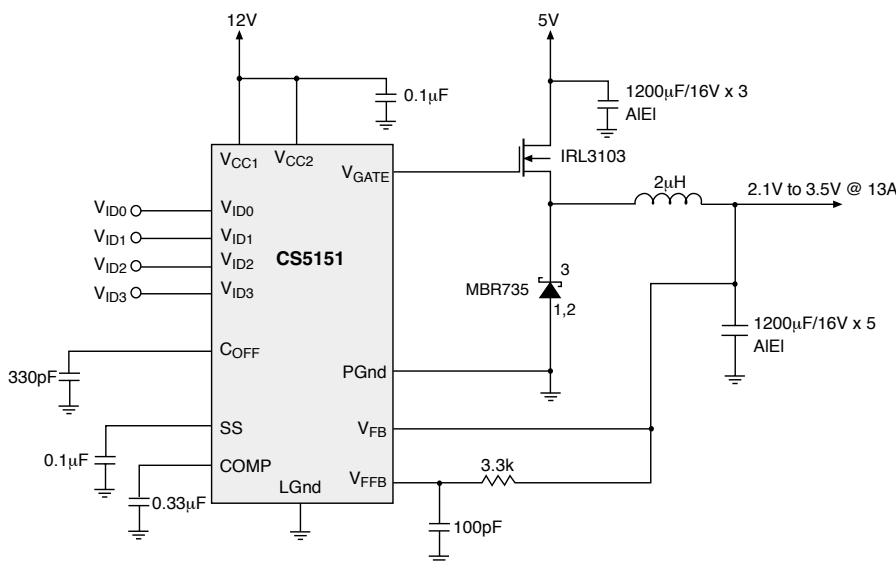 12V
5V
0.1μF
1200μF/16V x 3
AlEl
VCC1
VCC2
VGATE
IRL3103
2μH
2.1V to 3.5V @ 13A
VID0
VID0
VID1
VID1
VID2
VID2
VID3
VID3
CS5151
MBR735
3
1,2
1200μF/16V x 5
AlEl
COFF
330pF
PGnd
SS
VFB
0.1μF
COMP
VFFB
3.3k
0.33μF
LGnd
100pF